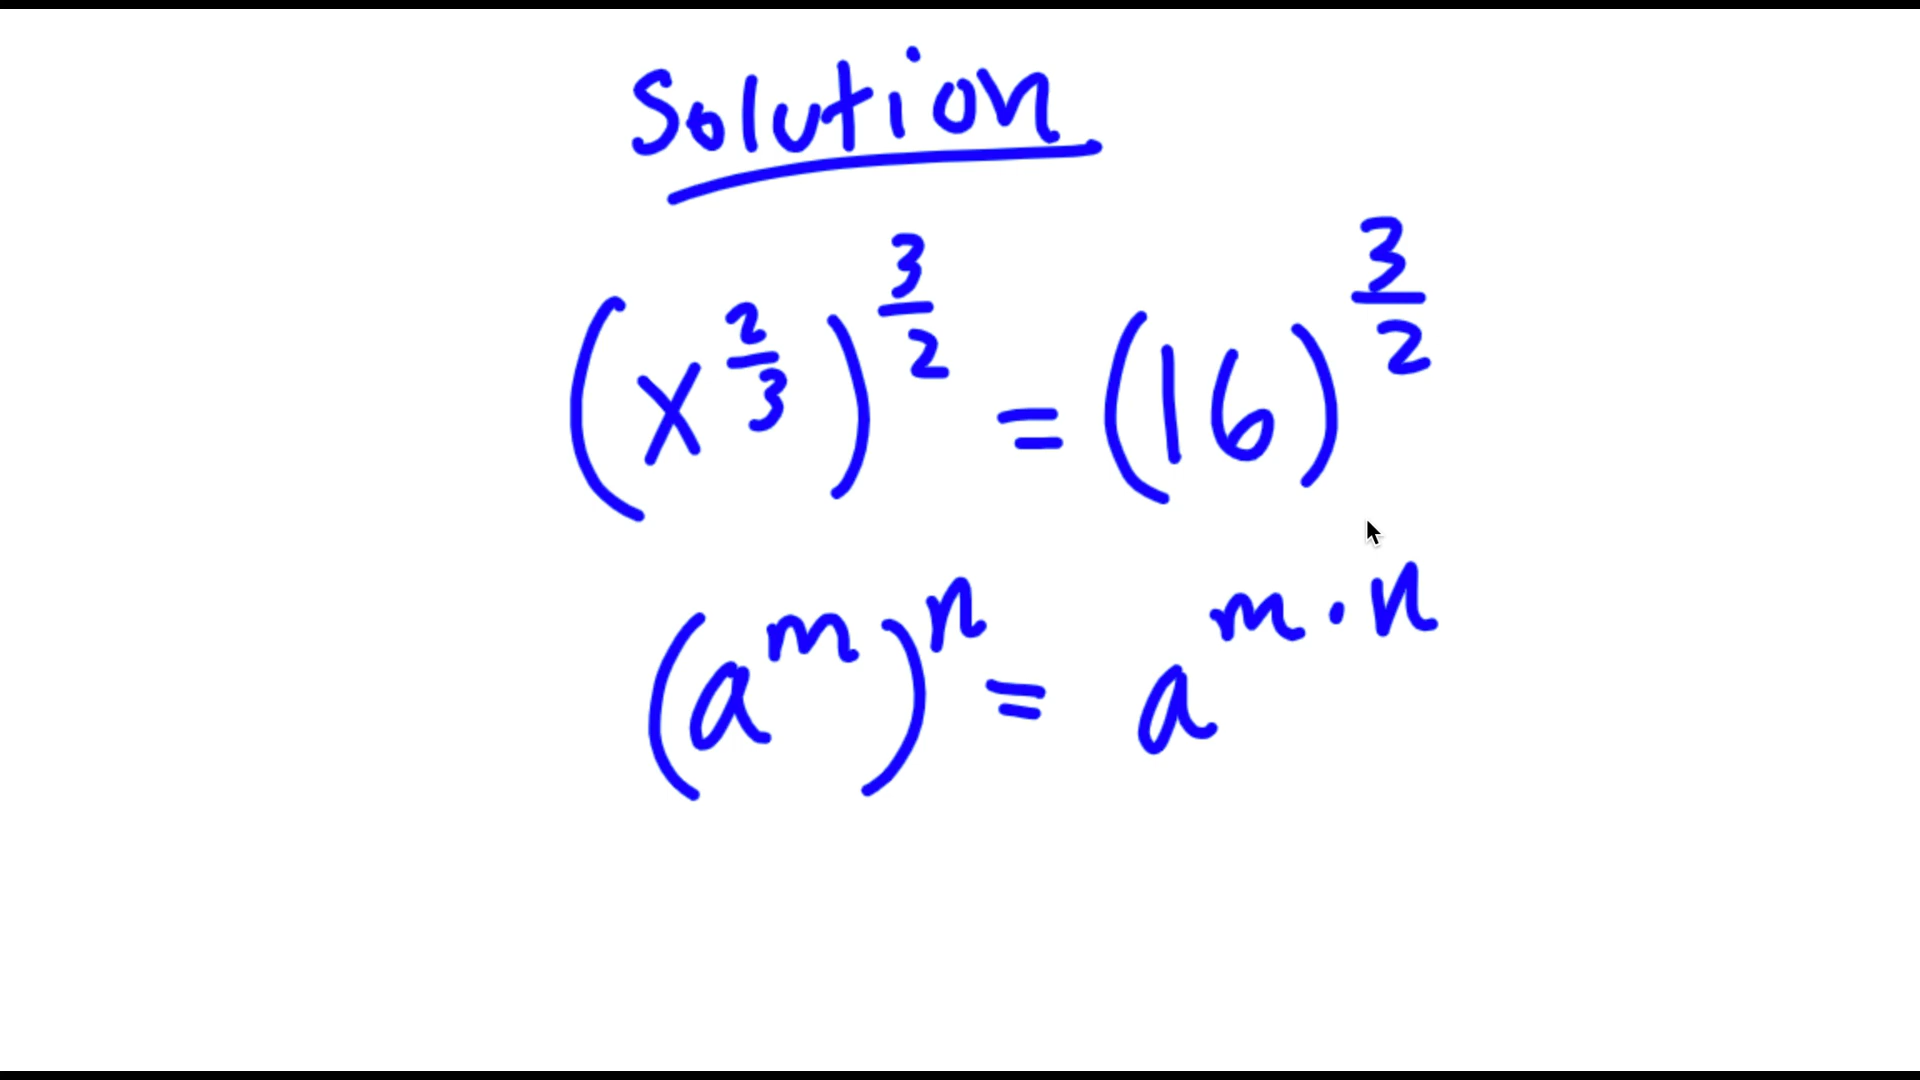 Solution
(x^{2/3})^{3/2} = (16)^{3/2}
(a^m)^n = a^{m·n}